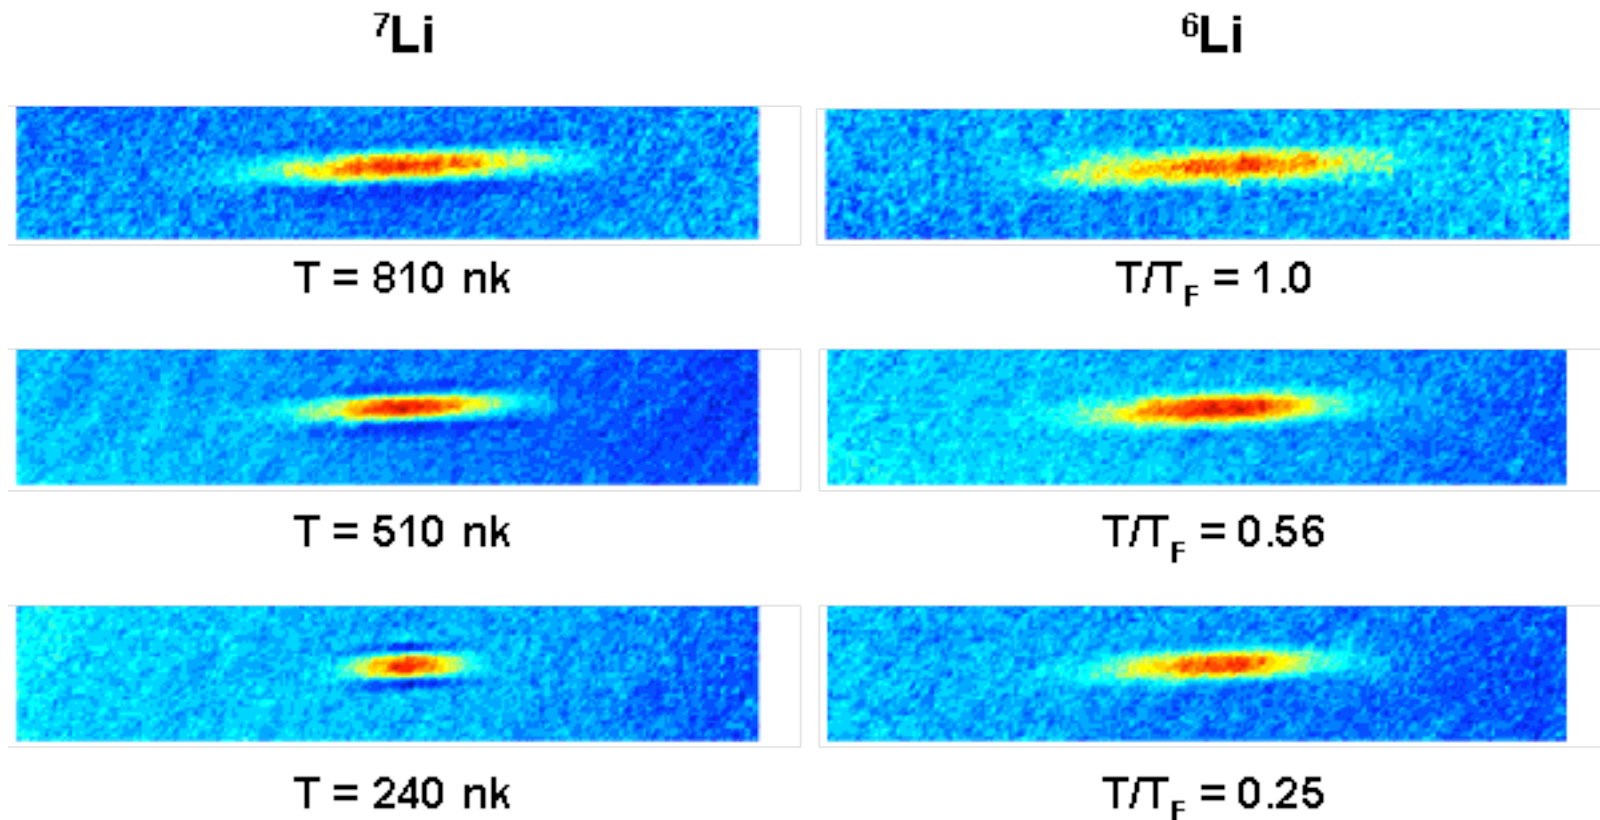 ⁷Li ⁶Li
T = 810 nk T/T_F = 1.0
T = 510 nk T/T_F = 0.56
T = 240 nk T/T_F = 0.25